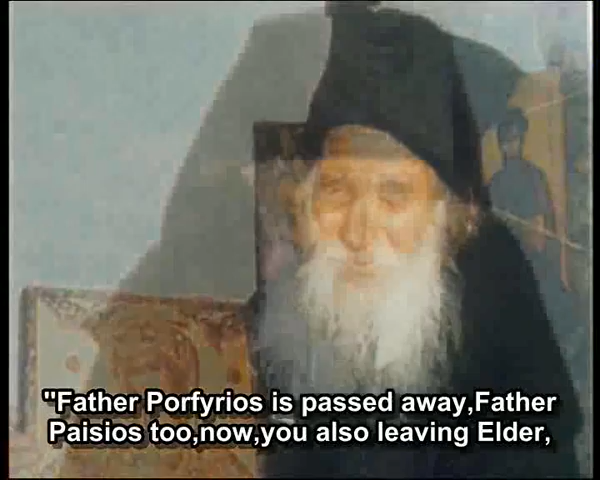 "Father Porfyrios is passed away,Father
Paisios too,now,you also leaving Elder,